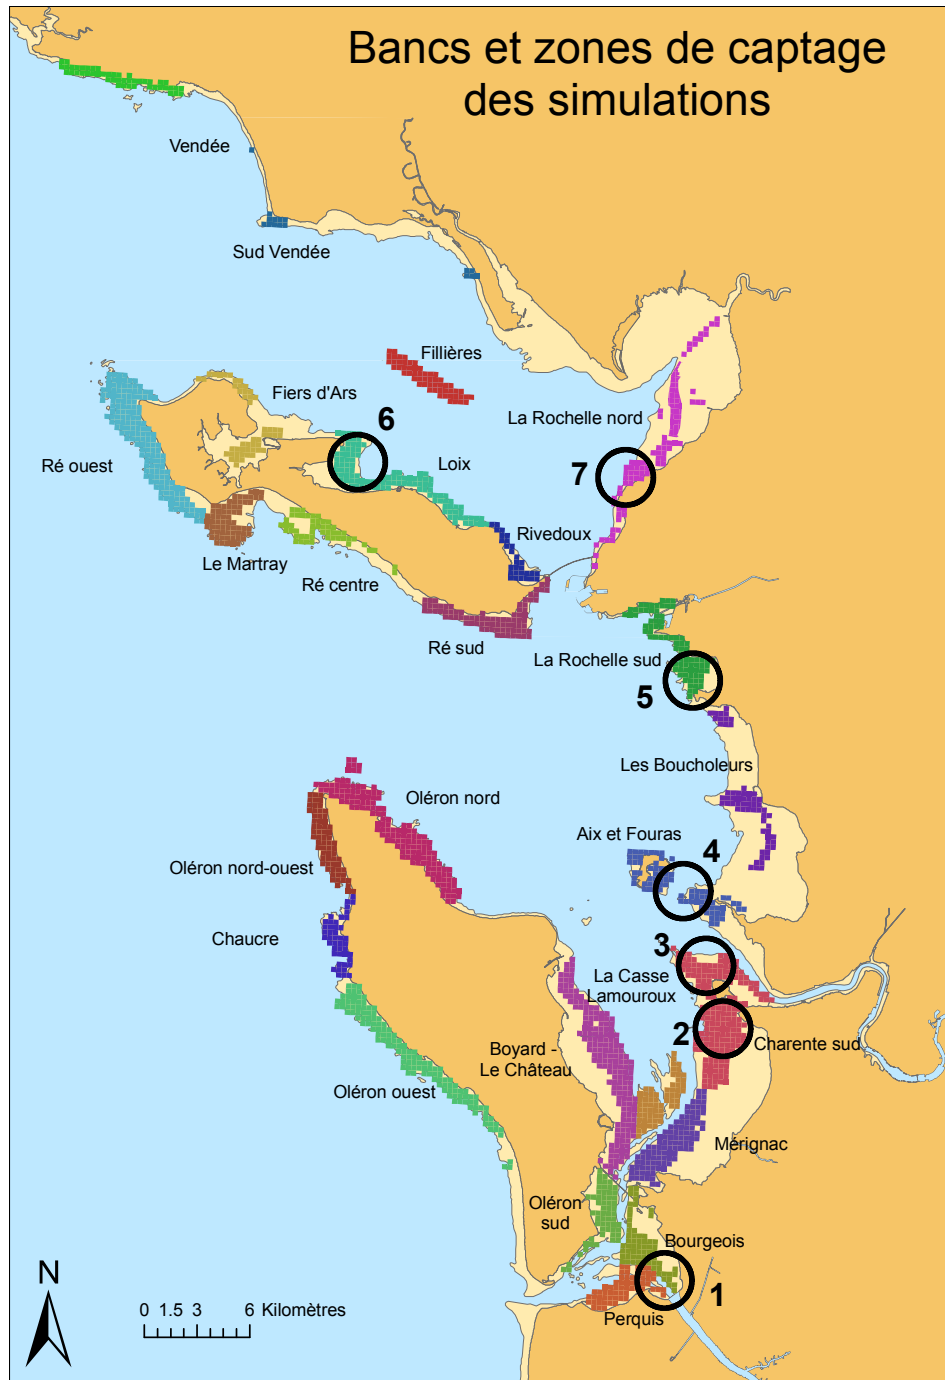 Bancs et zones de captage
des simulations
Vendée
Sud Vendée
Fillières
Fiers d'Ars
6
La Rochelle nord
Ré ouest
Loix
7
Rivedoux
Le Martray
Ré centre
Ré sud
La Rochelle sud
5
Les Boucholeurs
Oléron nord
Aix et Fouras
4
Oléron nord-ouest
Chaucre
3
La Casse
Lamouroux
2
Charente sud
Boyard -
Le Château
Oléron ouest
Mérignac
Oléron
sud
Bourgeois
1
Perquis
N
0 1.5 3 6 Kilomètres